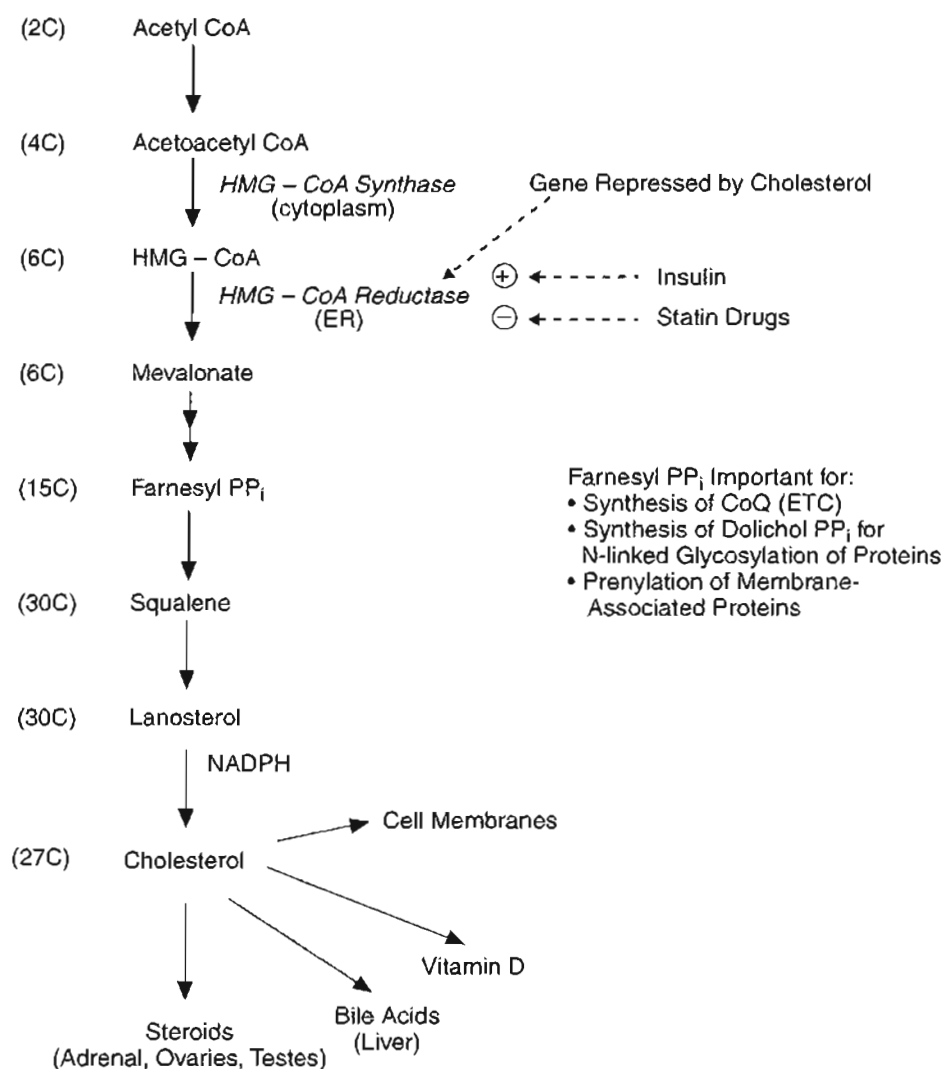 (2C) Acetyl CoA
(4C) Acetoacetyl CoA
HMG – CoA Synthase
(cytoplasm)
Gene Repressed by Cholesterol
(6C) HMG – CoA
HMG – CoA Reductase
(ER)
+ Insulin
− Statin Drugs
(6C) Mevalonate
(15C) Farnesyl PPi
Farnesyl PPi Important for:
• Synthesis of CoQ (ETC)
• Synthesis of Dolichol PPi for
N-linked Glycosylation of Proteins
• Prenylation of Membrane-
Associated Proteins
(30C) Squalene
(30C) Lanosterol
NADPH
Cell Membranes
(27C) Cholesterol
Vitamin D
Bile Acids
(Liver)
Steroids
(Adrenal, Ovaries, Testes)